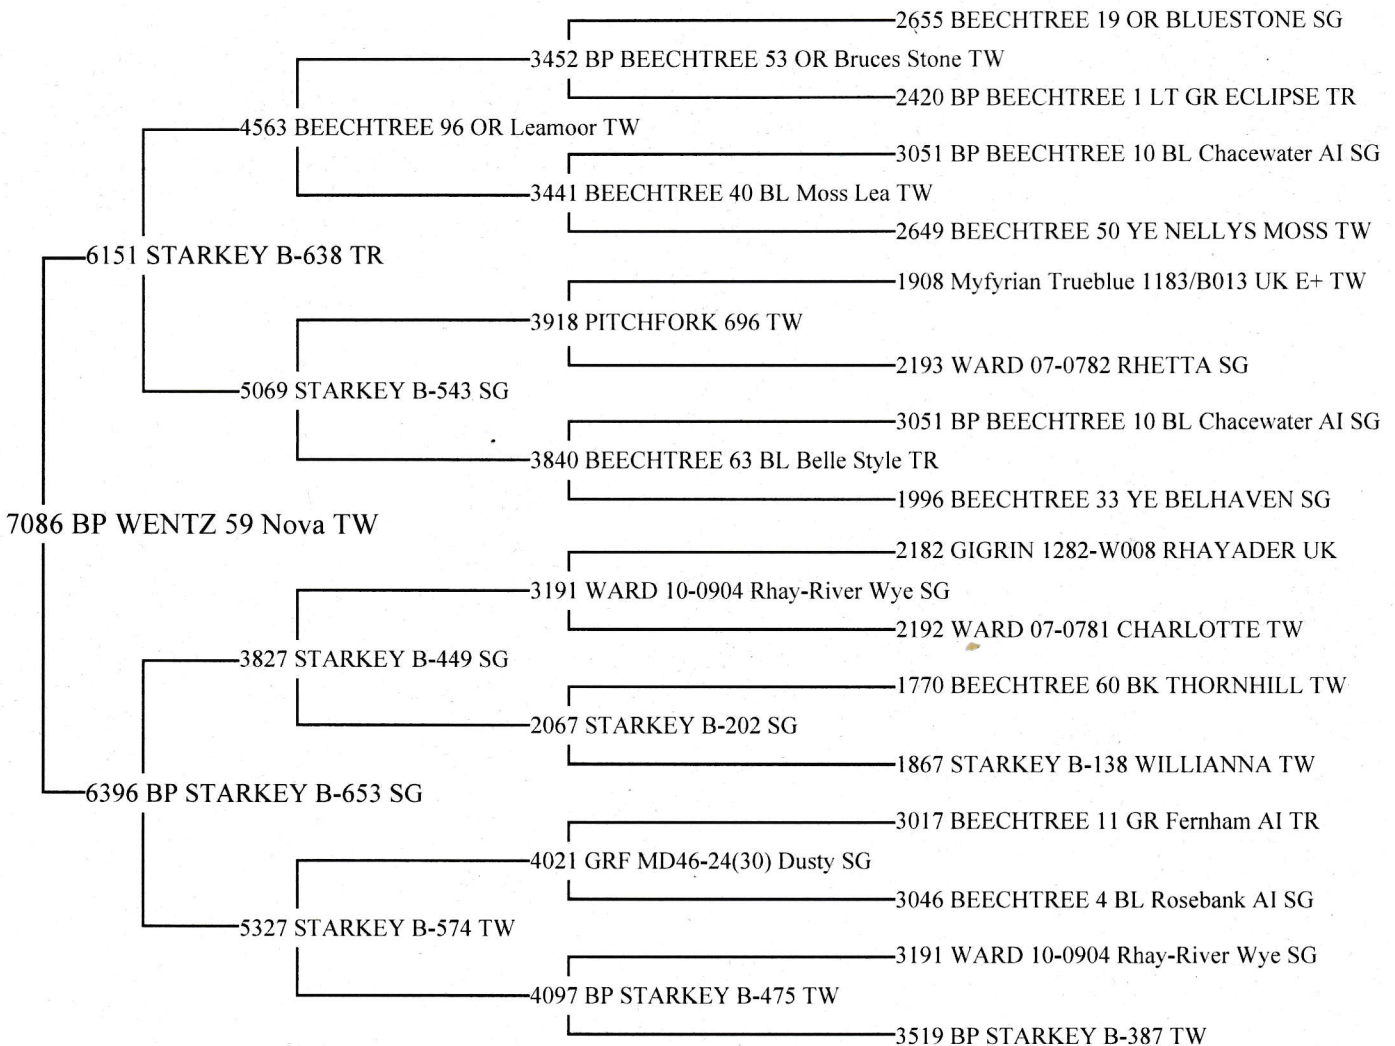 2655 BEECHTREE 19 OR BLUESTONE SG
3452 BP BEECHTREE 53 OR Bruces Stone TW
2420 BP BEECHTREE 1 LT GR ECLIPSE TR
4563 BEECHTREE 96 OR Leamoor TW
3051 BP BEECHTREE 10 BL Chacewater AI SG
3441 BEECHTREE 40 BL Moss Lea TW
2649 BEECHTREE 50 YE NELLYS MOSS TW
6151 STARKEY B-638 TR
1908 Myfyrian Trueblue 1183/B013 UK E+ TW
3918 PITCHFORK 696 TW
2193 WARD 07-0782 RHETTA SG
5069 STARKEY B-543 SG
3051 BP BEECHTREE 10 BL Chacewater AI SG
3840 BEECHTREE 63 BL Belle Style TR
1996 BEECHTREE 33 YE BELHAVEN SG
7086 BP WENTZ 59 Nova TW
2182 GIGRIN 1282-W008 RHAYADER UK
3191 WARD 10-0904 Rhay-River Wye SG
2192 WARD 07-0781 CHARLOTTE TW
3827 STARKEY B-449 SG
1770 BEECHTREE 60 BK THORNHILL TW
2067 STARKEY B-202 SG
1867 STARKEY B-138 WILLIANNA TW
6396 BP STARKEY B-653 SG
3017 BEECHTREE 11 GR Fernham AI TR
4021 GRF MD46-24(30) Dusty SG
3046 BEECHTREE 4 BL Rosebank AI SG
5327 STARKEY B-574 TW
3191 WARD 10-0904 Rhay-River Wye SG
4097 BP STARKEY B-475 TW
3519 BP STARKEY B-387 TW